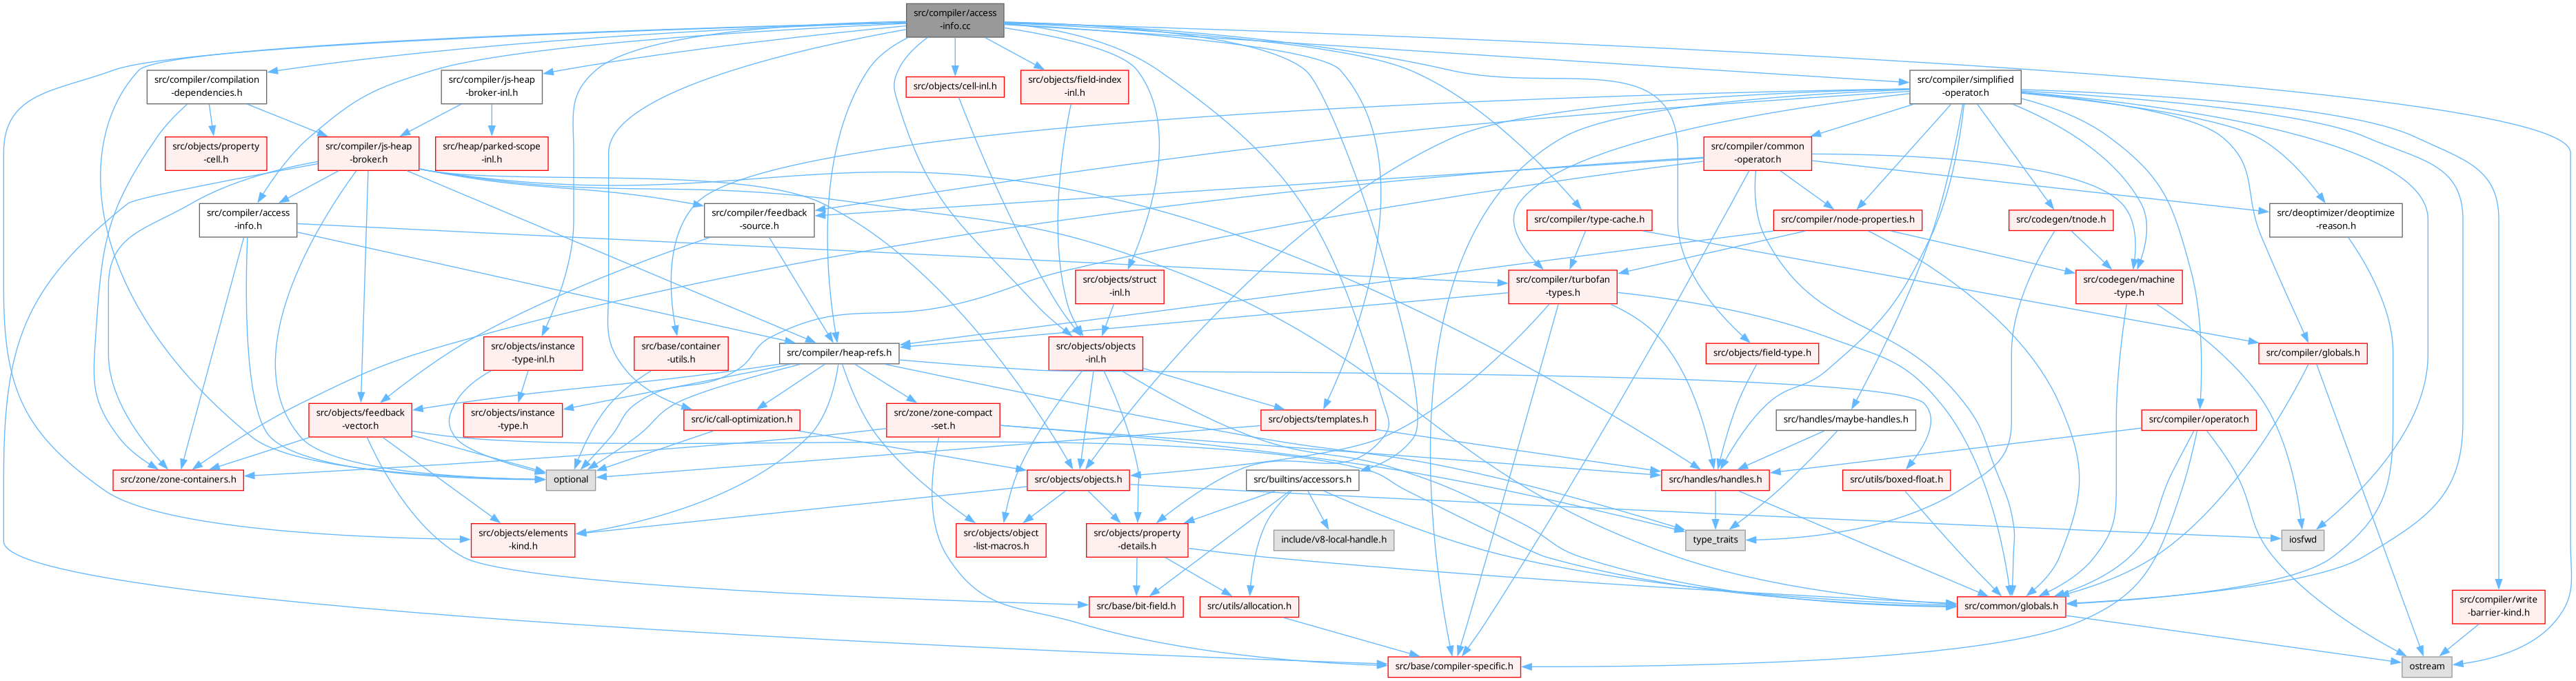 src/compiler/access
-info.cc
src/compiler/compilation
-dependencies.h
src/compiler/js-heap
-broker-inl.h
src/objects/cell-inl.h
src/objects/field-index
-inl.h
src/compiler/simplified
-operator.h
src/objects/property
-cell.h
src/compiler/js-heap
-broker.h
src/heap/parked-scope
-inl.h
src/compiler/common
-operator.h
src/compiler/access
-info.h
src/compiler/feedback
-source.h
src/compiler/type-cache.h
src/compiler/node-properties.h
src/codegen/tnode.h
src/deoptimizer/deoptimize
-reason.h
src/objects/struct
-inl.h
src/compiler/turbofan
-types.h
src/codegen/machine
-type.h
src/objects/instance
-type-inl.h
src/base/container
-utils.h
src/compiler/heap-refs.h
src/objects/objects
-inl.h
src/objects/field-type.h
src/compiler/globals.h
src/objects/feedback
-vector.h
src/objects/instance
-type.h
src/ic/call-optimization.h
src/zone/zone-compact
-set.h
src/objects/templates.h
src/handles/maybe-handles.h
src/compiler/operator.h
src/zone/zone-containers.h
optional
src/objects/objects.h
src/builtins/accessors.h
src/handles/handles.h
src/utils/boxed-float.h
src/objects/elements
-kind.h
src/objects/object
-list-macros.h
src/objects/property
-details.h
include/v8-local-handle.h
type_traits
iosfwd
src/base/bit-field.h
src/utils/allocation.h
src/common/globals.h
src/compiler/write
-barrier-kind.h
src/base/compiler-specific.h
ostream